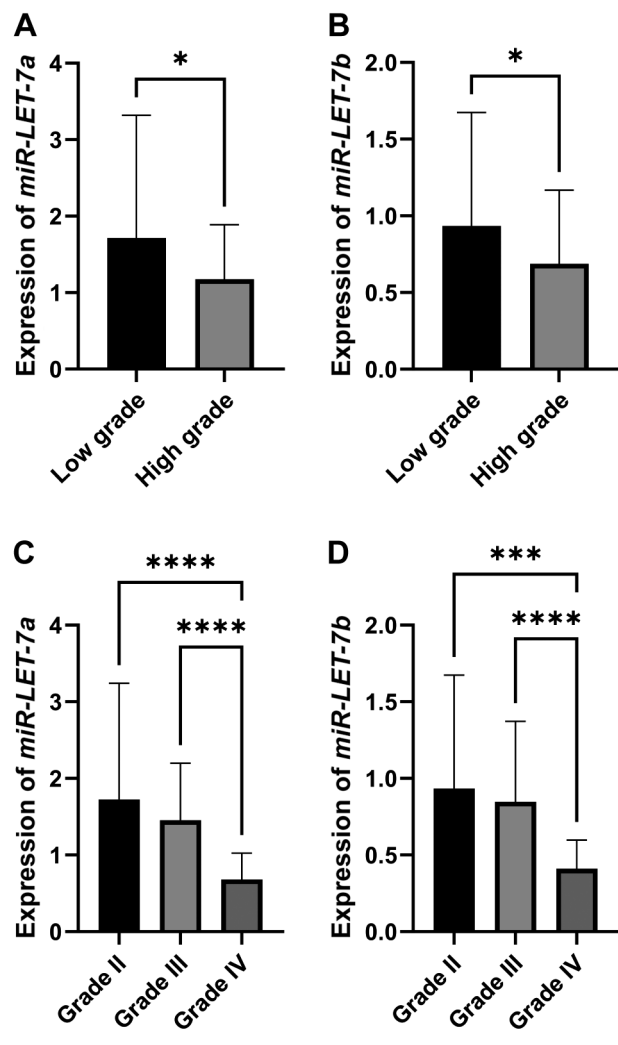 A
Expression of miR-LET-7a
4
3
2
1
0
*
Low grade
High grade
B
Expression of miR-LET-7b
2.0
1.5
1.0
0.5
0.0
*
Low grade
High grade
C
Expression of miR-LET-7a
4
3
2
1
0
****
****
Grade II
Grade III
Grade IV
D
Expression of miR-LET-7b
2.0
1.5
1.0
0.5
0.0
***
****
Grade II
Grade III
Grade IV